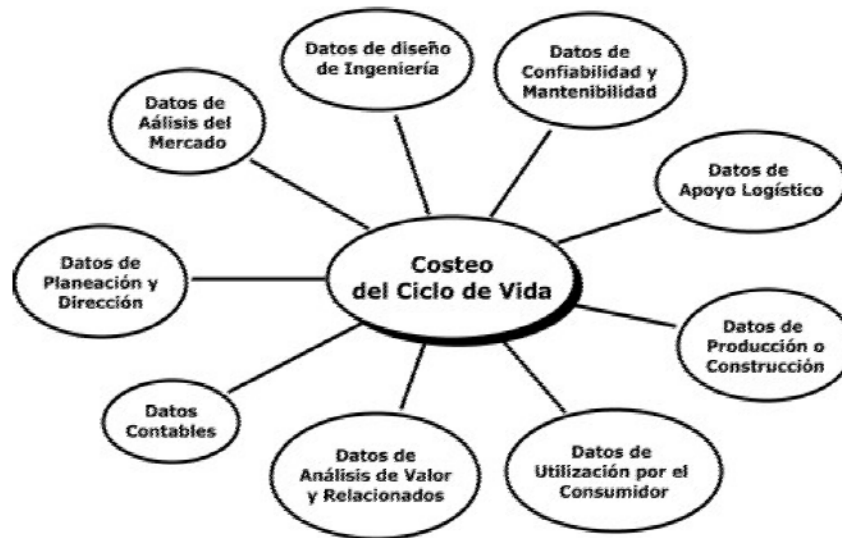 Datos de diseño
de Ingeniería
Datos de
Confiabilidad y
Mantenibilidad
Datos de
Aálisis del
Mercado
Datos de
Apoyo Logístico
Costeo
del Ciclo de Vida
Datos de
Planeación y
Dirección
Datos de
Producción o
Construcción
Datos
Contables
Datos de
Análisis de Valor
y Relacionados
Datos de
Utilización por el
Consumidor